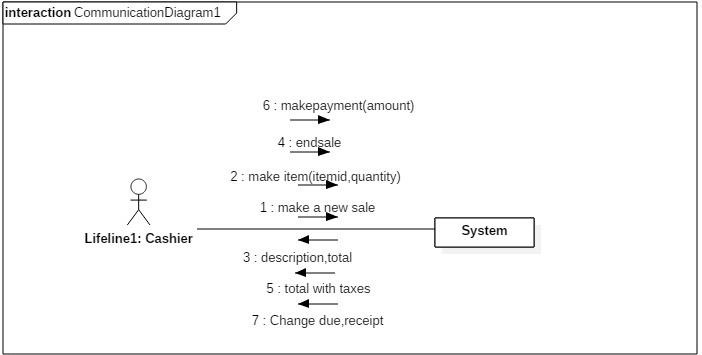 interaction CommunicationDiagram1
6 : makepayment(amount)
4 : endsale
2 : make item(itemid,quantity)
1 : make a new sale
Lifeline1: Cashier
System
3 : description,total
5 : total with taxes
7 : Change due,receipt